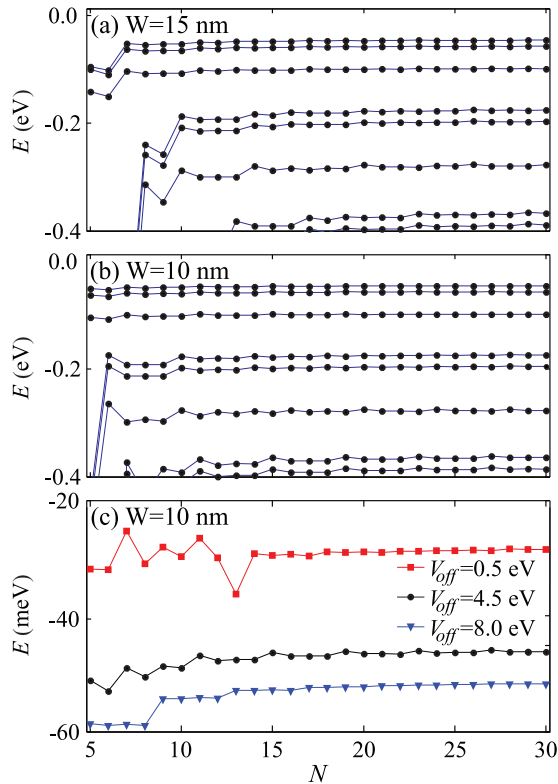 (a) W=15 nm
0.0
-0.2
-0.4
E (eV)
(b) W=10 nm
0.0
-0.2
-0.4
E (eV)
(c) W=10 nm
-20
-40
-60
E (meV)
V_off=0.5 eV
V_off=4.5 eV
V_off=8.0 eV
5 10 15 20 25 30
N